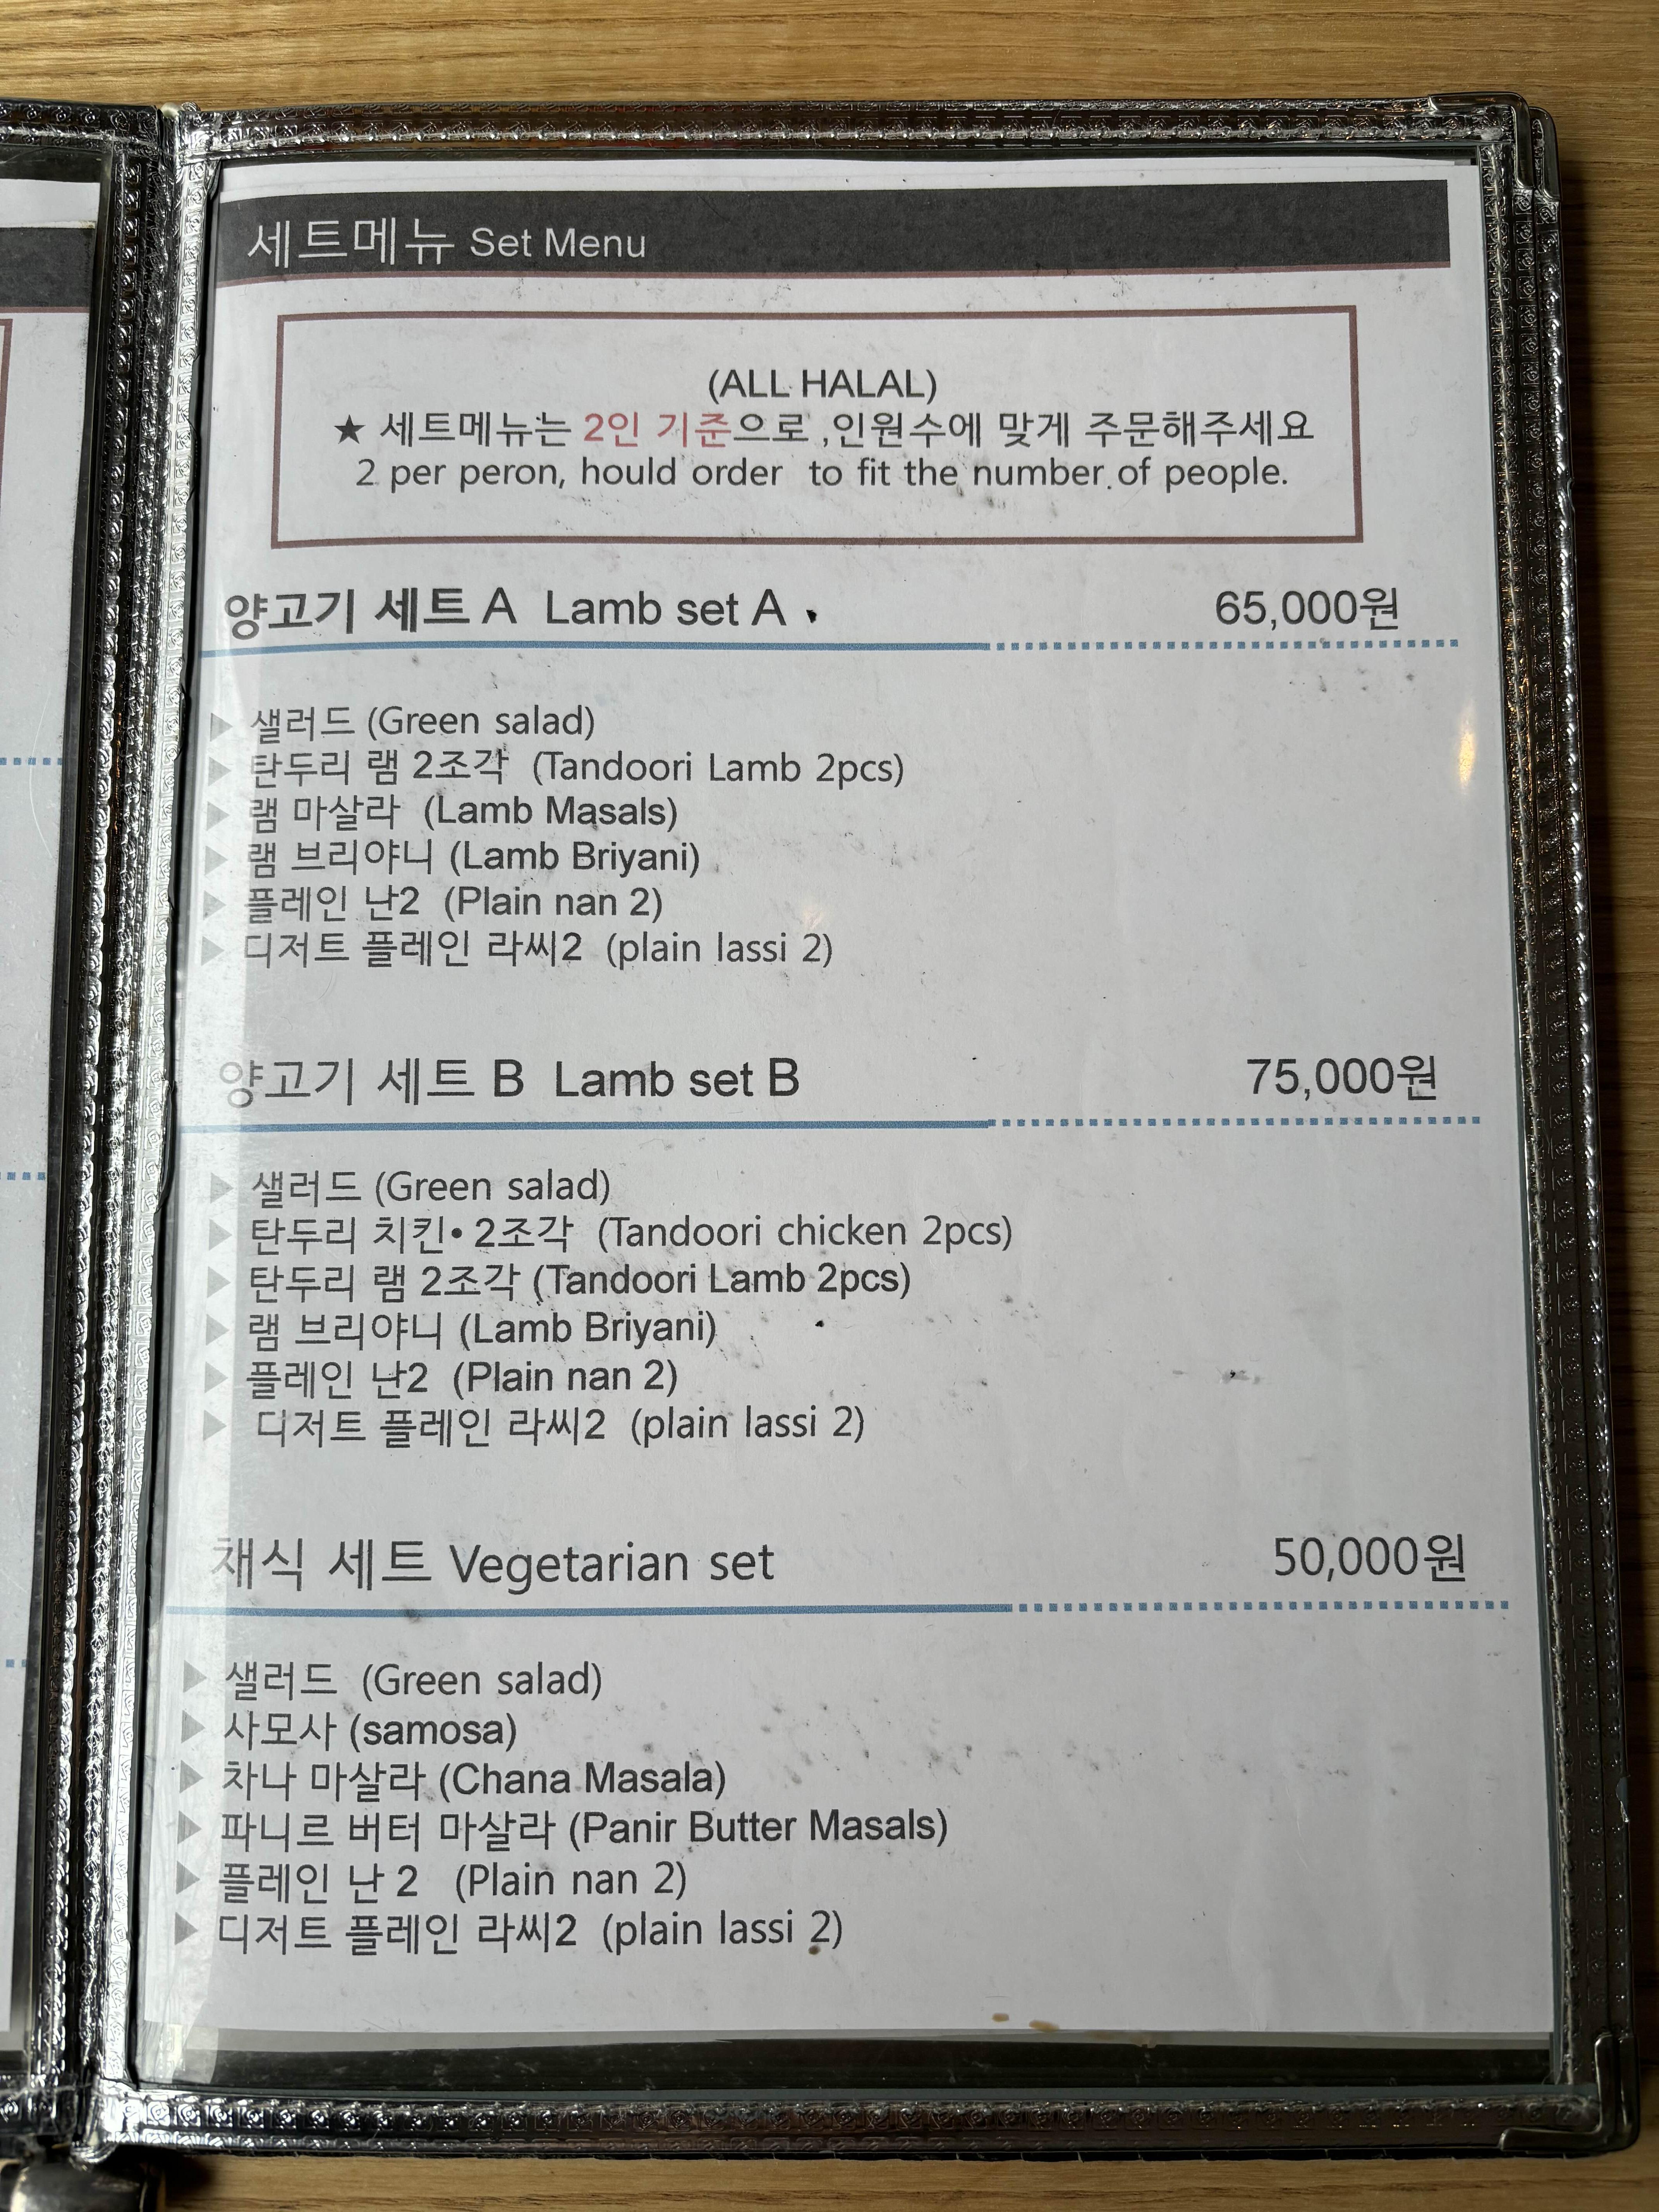 세트메뉴 Set Menu
(ALL HALAL)
★ 세트메뉴는 2인 기준으로 ,인원수에 맞게 주문해주세요
2 per peron, hould order to fit the number of people.
양고기 세트 A Lamb set A 65,000원
▶ 샐러드 (Green salad)
▶ 탄두리 램 2조각 (Tandoori Lamb 2pcs)
▶ 램 마살라 (Lamb Masals)
▶ 램 브리야니 (Lamb Briyani)
▶ 플레인 난2 (Plain nan 2)
▶ 디저트 플레인 라씨2 (plain lassi 2)
양고기 세트 B Lamb set B 75,000원
▶ 샐러드 (Green salad)
▶ 탄두리 치킨• 2조각 (Tandoori chicken 2pcs)
▶ 탄두리 램 2조각 (Tandoori Lamb 2pcs)
▶ 램 브리야니 (Lamb Briyani)
▶ 플레인 난2 (Plain nan 2)
▶ 디저트 플레인 라씨2 (plain lassi 2)
채식 세트 Vegetarian set 50,000원
▶ 샐러드 (Green salad)
▶ 사모사 (samosa)
▶ 차나 마살라 (Chana Masala)
▶ 파니르 버터 마살라 (Panir Butter Masals)
▶ 플레인 난 2 (Plain nan 2)
▶ 디저트 플레인 라씨2 (plain lassi 2)